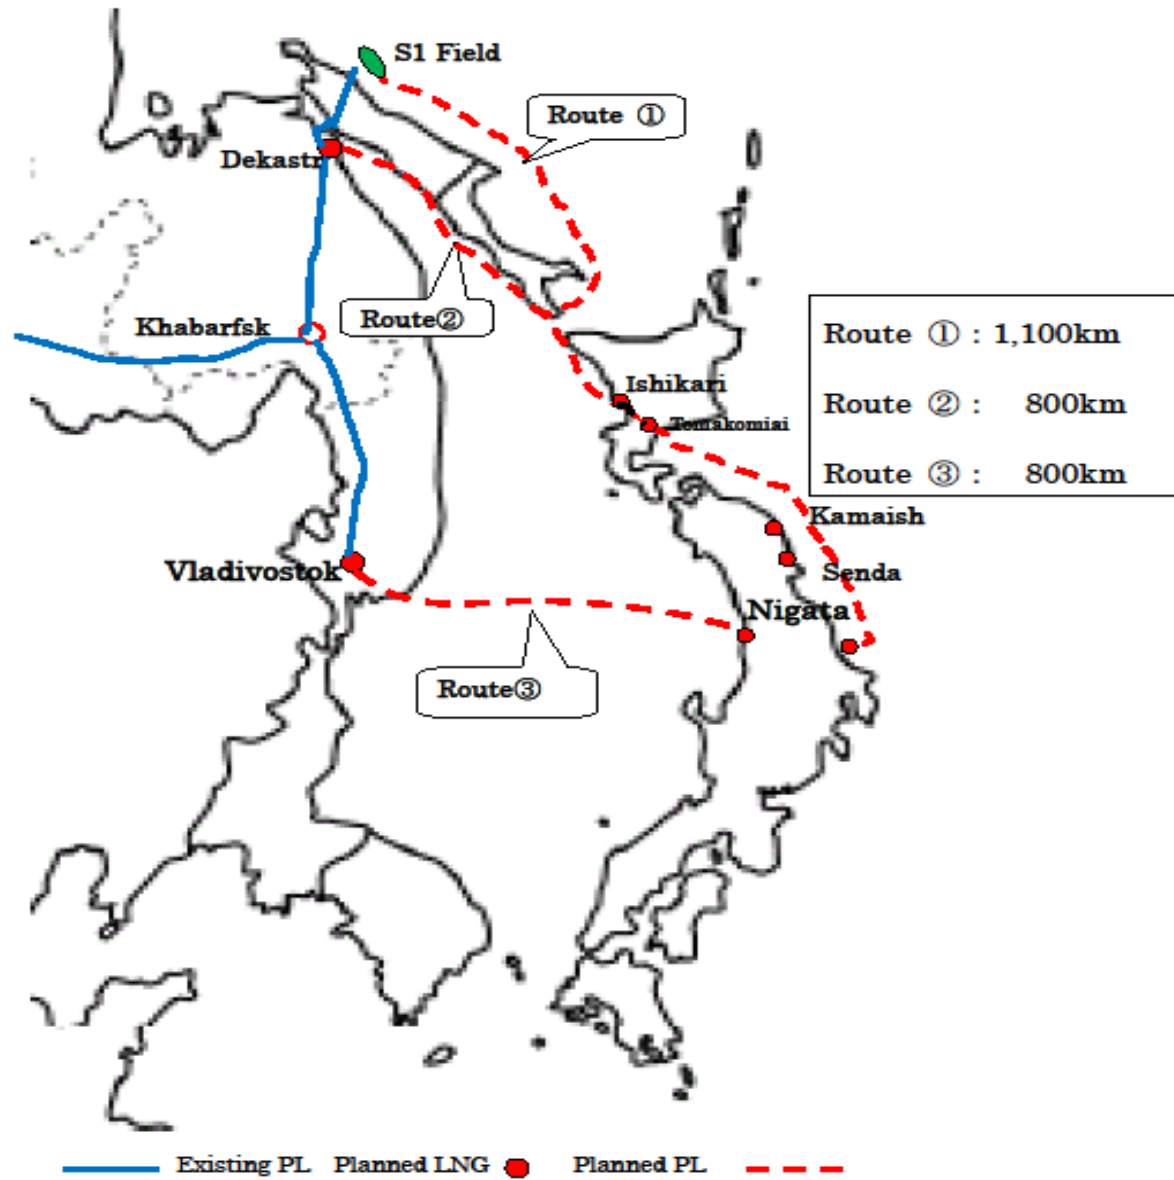 S1 Field
Route ①
Dekastr
Route②
Khabarfsk
Route ① : 1,100km
Route ② : 800km
Route ③ : 800km
Ishikari
Tomakomiai
Kamaish
Senda
Vladivostok
Nigata
Route③
Existing PL Planned LNG Planned PL